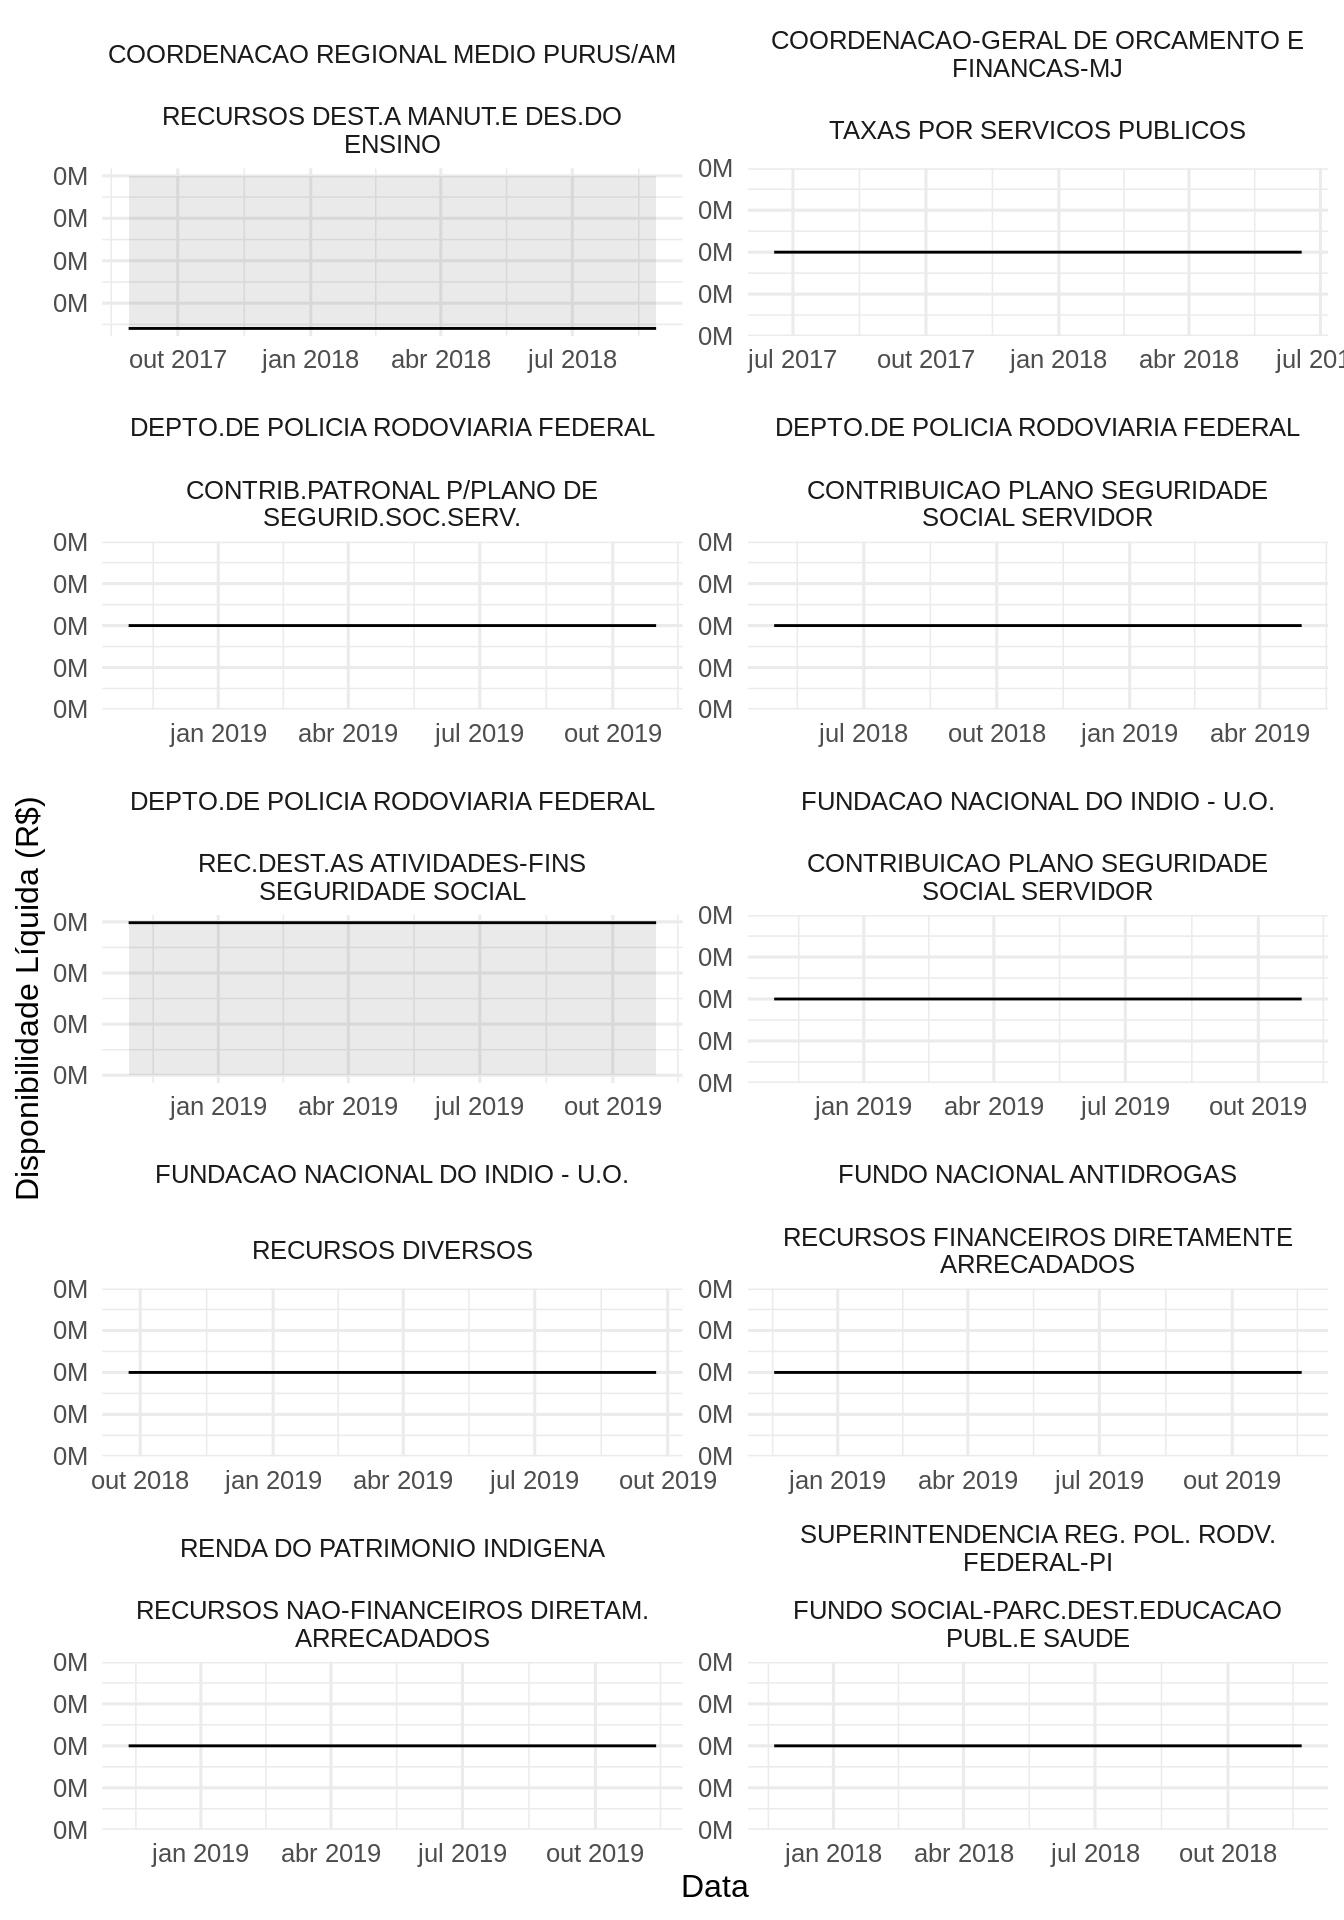 COORDENACAO REGIONAL MEDIO PURUS/AM
RECURSOS DEST.A MANUT.E DES.DO
ENSINO
0M
0M
0M
0M
out 2017 jan 2018 abr 2018 jul 2018
COORDENACAO-GERAL DE ORCAMENTO E
FINANCAS-MJ
TAXAS POR SERVICOS PUBLICOS
0M
0M
0M
0M
0M
jul 2017 out 2017 jan 2018 abr 2018 jul 201
DEPTO.DE POLICIA RODOVIARIA FEDERAL
CONTRIB.PATRONAL P/PLANO DE
SEGURID.SOC.SERV.
0M
0M
0M
0M
0M
jan 2019 abr 2019 jul 2019 out 2019
DEPTO.DE POLICIA RODOVIARIA FEDERAL
CONTRIBUICAO PLANO SEGURIDADE
SOCIAL SERVIDOR
0M
0M
0M
0M
0M
jul 2018 out 2018 jan 2019 abr 2019
Disponibilidade Líquida (R$)
DEPTO.DE POLICIA RODOVIARIA FEDERAL
REC.DEST.AS ATIVIDADES-FINS
SEGURIDADE SOCIAL
0M
0M
0M
0M
jan 2019 abr 2019 jul 2019 out 2019
FUNDACAO NACIONAL DO INDIO - U.O.
CONTRIBUICAO PLANO SEGURIDADE
SOCIAL SERVIDOR
0M
0M
0M
0M
0M
jan 2019 abr 2019 jul 2019 out 2019
FUNDACAO NACIONAL DO INDIO - U.O.
RECURSOS DIVERSOS
0M
0M
0M
0M
0M
out 2018 jan 2019 abr 2019 jul 2019 out 2019
FUNDO NACIONAL ANTIDROGAS
RECURSOS FINANCEIROS DIRETAMENTE
ARRECADADOS
0M
0M
0M
0M
0M
jan 2019 abr 2019 jul 2019 out 2019
RENDA DO PATRIMONIO INDIGENA
RECURSOS NAO-FINANCEIROS DIRETAM.
ARRECADADOS
0M
0M
0M
0M
0M
jan 2019 abr 2019 jul 2019 out 2019
SUPERINTENDENCIA REG. POL. RODV.
FEDERAL-PI
FUNDO SOCIAL-PARC.DEST.EDUCACAO
PUBL.E SAUDE
0M
0M
0M
0M
0M
jan 2018 abr 2018 jul 2018 out 2018
Data